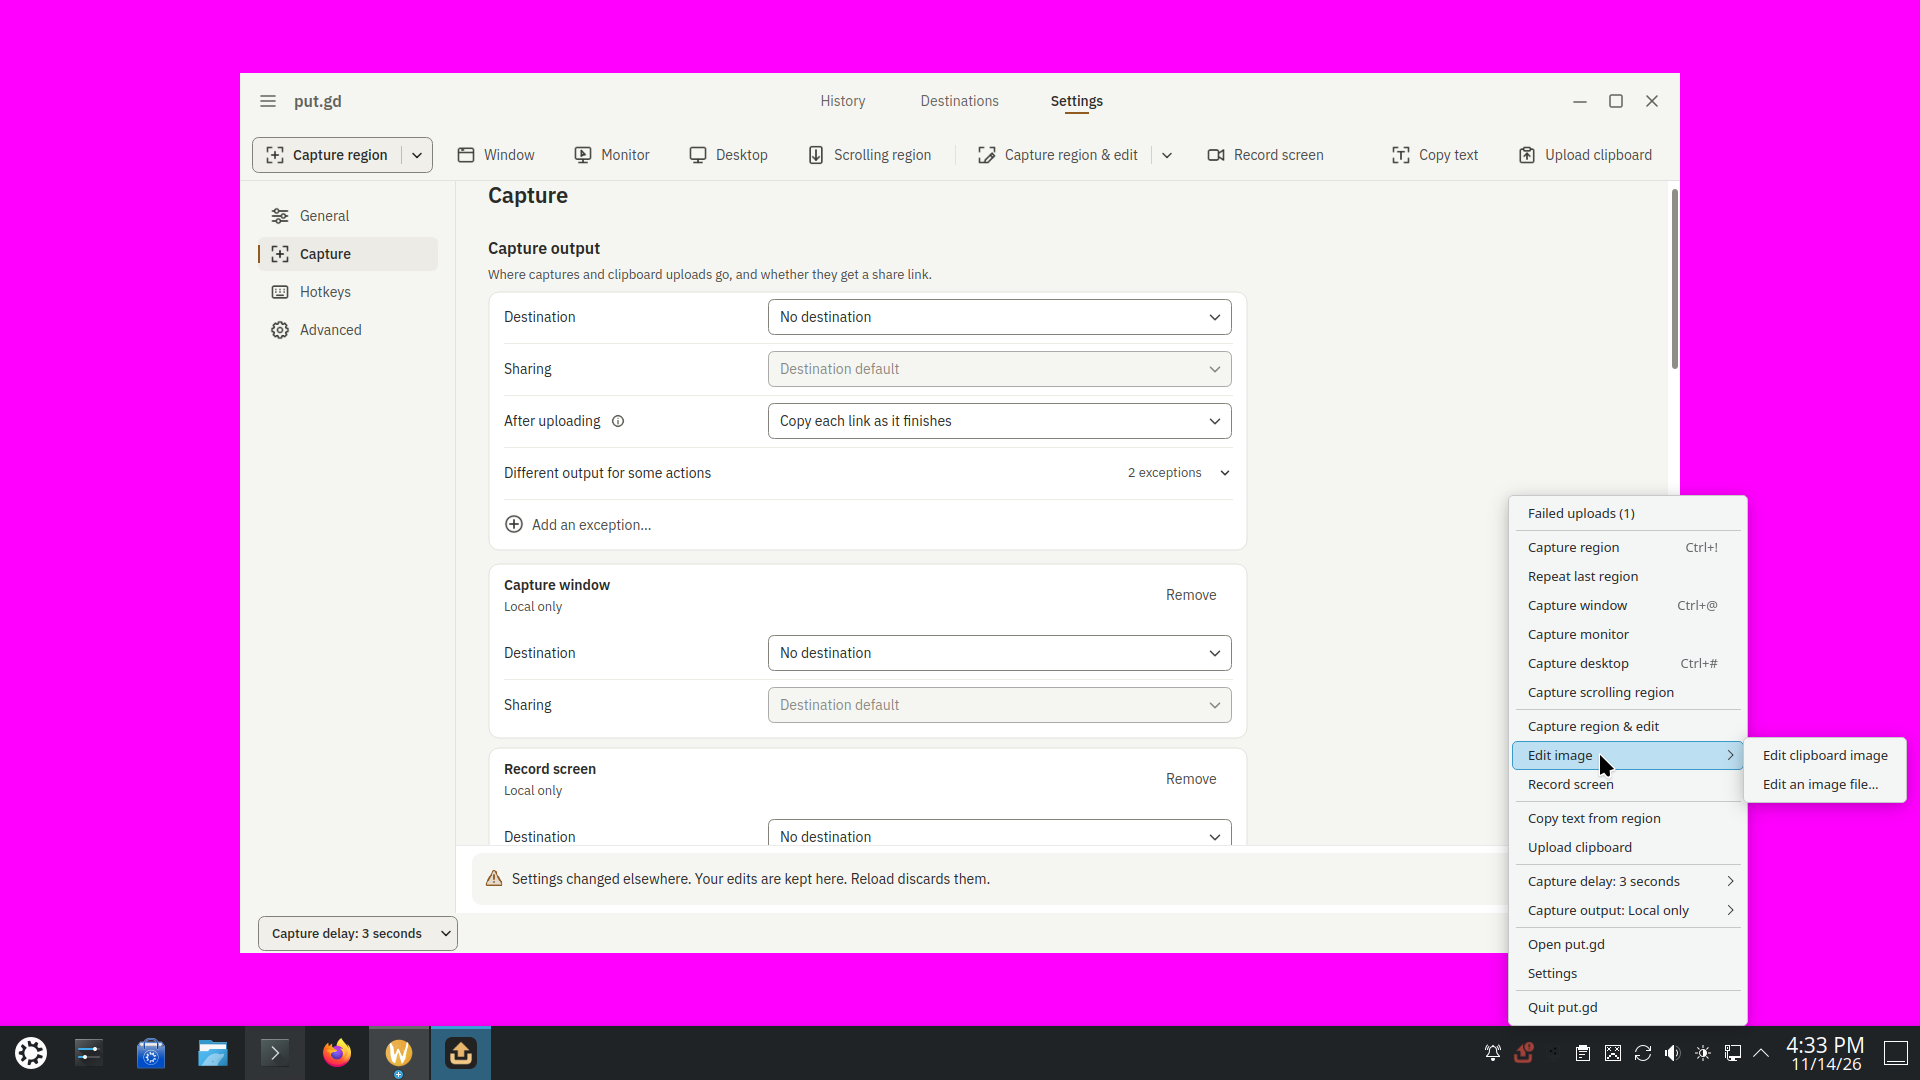 put.gd
History
Destinations
Settings
Capture region
Window
Monitor
Desktop
Scrolling region
Capture region & edit
Record screen
Copy text
Upload clipboard
General
Capture
Hotkeys
Advanced
Capture
Capture output
Where captures and clipboard uploads go, and whether they get a share link.
Destination
No destination
Sharing
Destination default
After uploading
Copy each link as it finishes
Different output for some actions
2 exceptions
Add an exception...
Capture window
Local only
Remove
Destination
No destination
Sharing
Destination default
Record screen
Local only
Remove
Destination
No destination
Settings changed elsewhere. Your edits are kept here. Reload discards them.
Capture delay: 3 seconds
Failed uploads (1)
Capture region Ctrl+!
Repeat last region
Capture window Ctrl+@
Capture monitor
Capture desktop Ctrl+#
Capture scrolling region
Capture region & edit
Edit image
Record screen
Copy text from region
Upload clipboard
Capture delay: 3 seconds
Capture output: Local only
Open put.gd
Settings
Quit put.gd
Edit clipboard image
Edit an image file...
4:33 PM
11/14/26